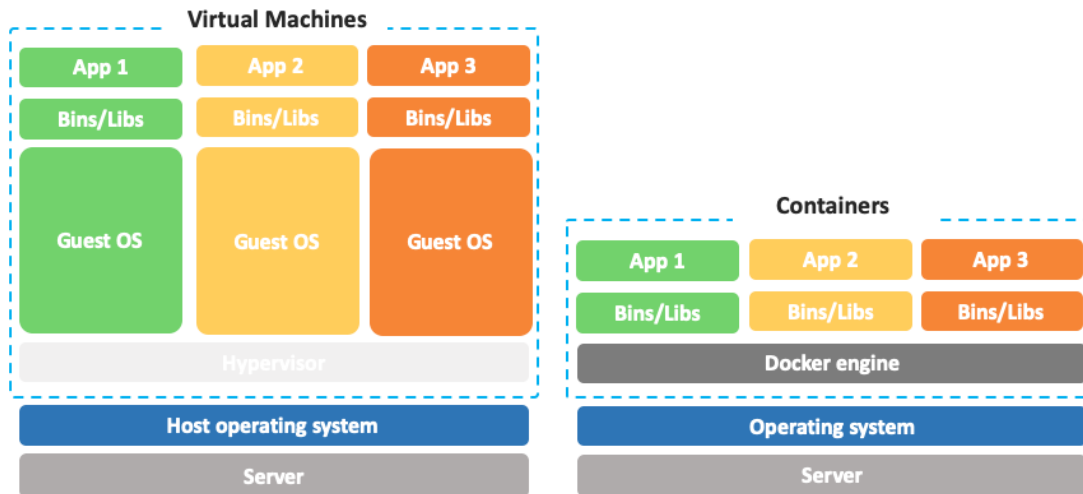 Virtual Machines
App 1
App 2
App 3
Bins/Libs
Bins/Libs
Bins/Libs
Guest OS
Guest OS
Guest OS
Hypervisor
Host operating system
Server
Containers
App 1
App 2
App 3
Bins/Libs
Bins/Libs
Bins/Libs
Docker engine
Operating system
Server